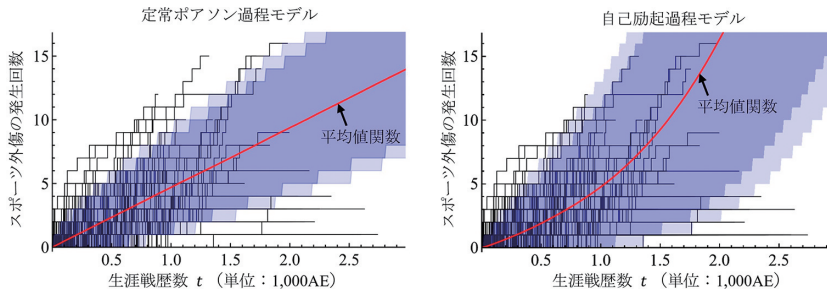 定常ポアソン過程モデル
スポーツ外傷の発生回数
15
10
5
0
平均値関数
0.5 1.0 1.5 2.0 2.5
生涯戦歴数 t （単位：1,000AE）
自己励起過程モデル
スポーツ外傷の発生回数
15
10
5
0
平均値関数
0.5 1.0 1.5 2.0 2.5
生涯戦歴数 t （単位：1,000AE）